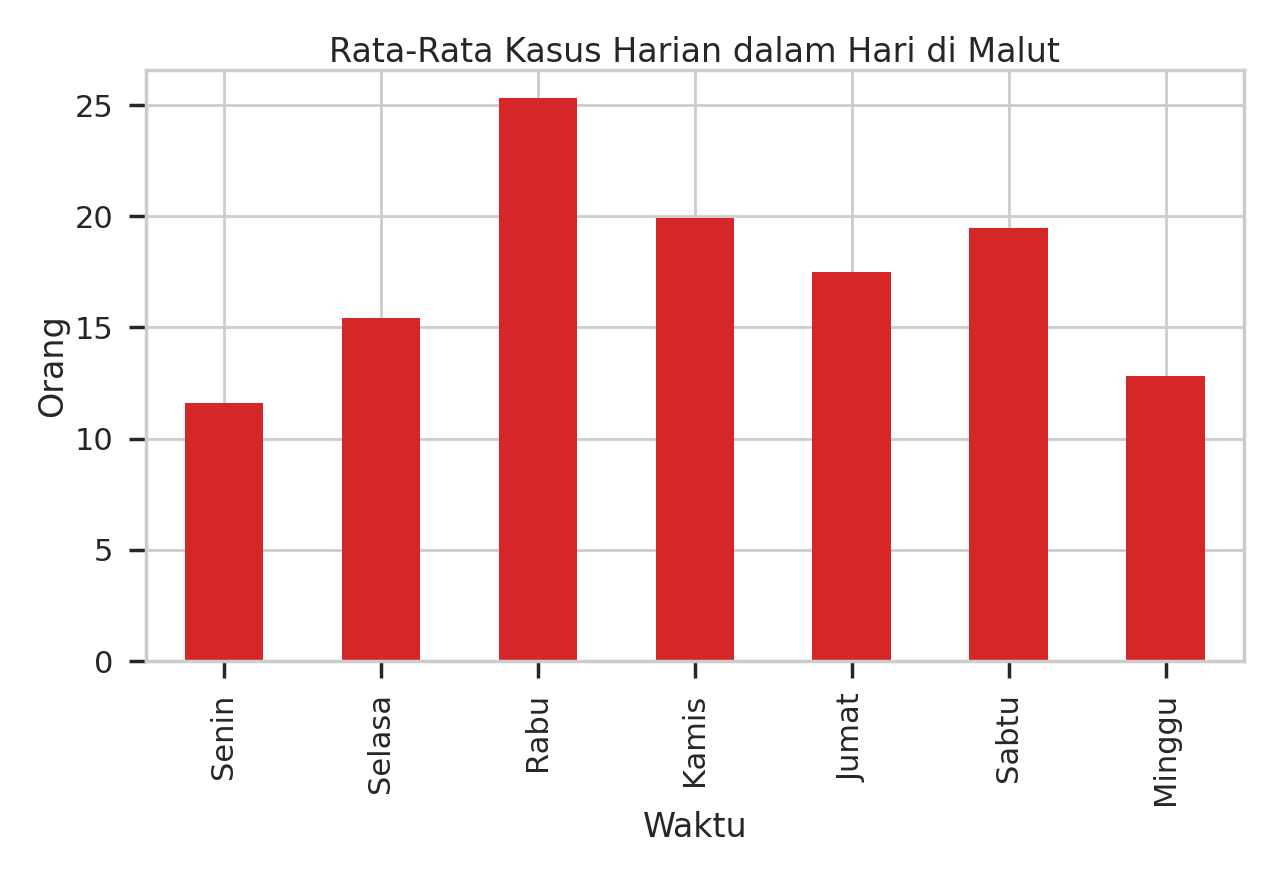 Rata-Rata Kasus Harian dalam Hari di Malut
Orang
25
20
15
10
5
0
Senin
Selasa
Rabu
Kamis
Jumat
Sabtu
Minggu
Waktu